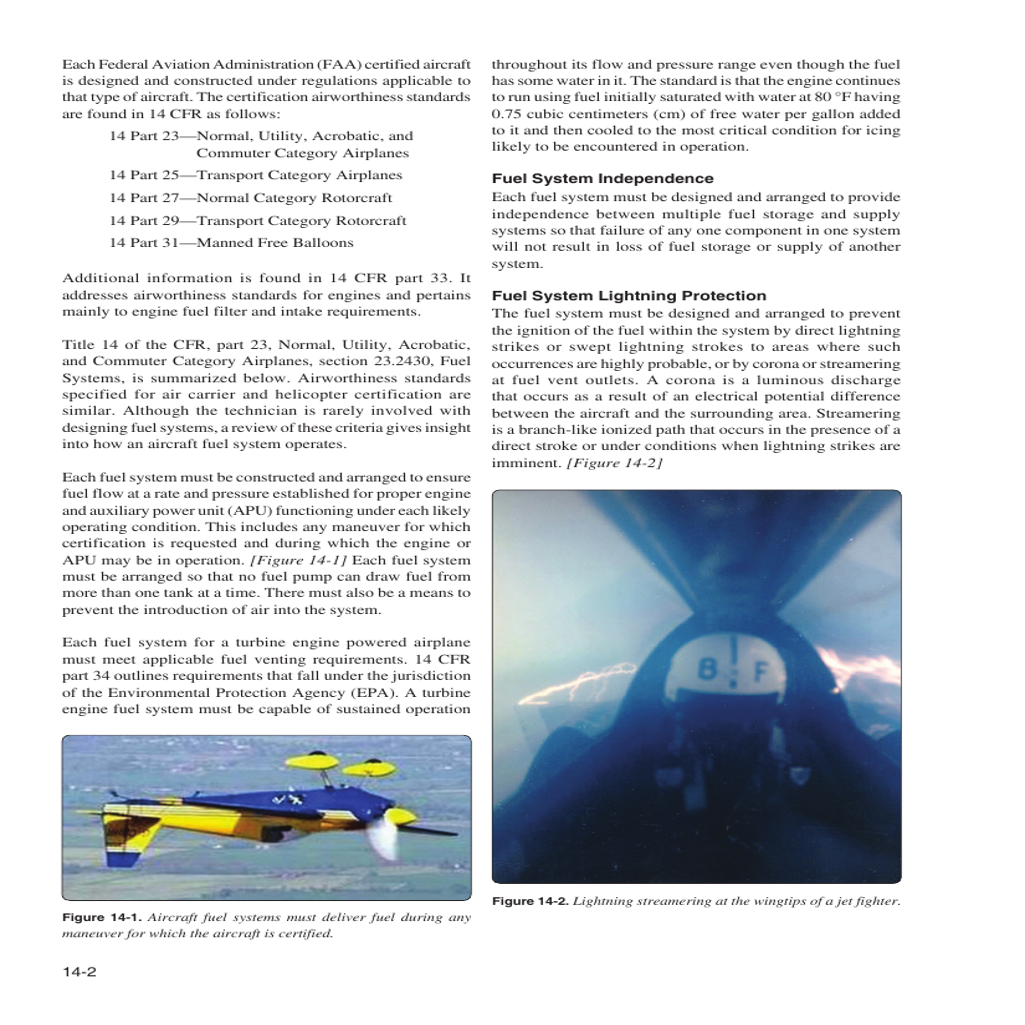 Each Federal Aviation Administration (FAA) certified aircraft
is designed and constructed under regulations applicable to
that type of aircraft. The certification airworthiness standards
are found in 14 CFR as follows:
14 Part 23—Normal, Utility, Acrobatic, and
Commuter Category Airplanes
14 Part 25—Transport Category Airplanes
14 Part 27—Normal Category Rotorcraft
14 Part 29—Transport Category Rotorcraft
14 Part 31—Manned Free Balloons
Additional information is found in 14 CFR part 33. It
addresses airworthiness standards for engines and pertains
mainly to engine fuel filter and intake requirements.
Title 14 of the CFR, part 23, Normal, Utility, Acrobatic,
and Commuter Category Airplanes, section 23.2430, Fuel
Systems, is summarized below. Airworthiness standards
specified for air carrier and helicopter certification are
similar. Although the technician is rarely involved with
designing fuel systems, a review of these criteria gives insight
into how an aircraft fuel system operates.
Each fuel system must be constructed and arranged to ensure
fuel flow at a rate and pressure established for proper engine
and auxiliary power unit (APU) functioning under each likely
operating condition. This includes any maneuver for which
certification is requested and during which the engine or
APU may be in operation. [Figure 14-1] Each fuel system
must be arranged so that no fuel pump can draw fuel from
more than one tank at a time. There must also be a means to
prevent the introduction of air into the system.
Each fuel system for a turbine engine powered airplane
must meet applicable fuel venting requirements. 14 CFR
part 34 outlines requirements that fall under the jurisdiction
of the Environmental Protection Agency (EPA). A turbine
engine fuel system must be capable of sustained operation
Figure 14-1. Aircraft fuel systems must deliver fuel during any
maneuver for which the aircraft is certified.
throughout its flow and pressure range even though the fuel
has some water in it. The standard is that the engine continues
to run using fuel initially saturated with water at 80 °F having
0.75 cubic centimeters (cm) of free water per gallon added
to it and then cooled to the most critical condition for icing
likely to be encountered in operation.
Fuel System Independence
Each fuel system must be designed and arranged to provide
independence between multiple fuel storage and supply
systems so that failure of any one component in one system
will not result in loss of fuel storage or supply of another
system.
Fuel System Lightning Protection
The fuel system must be designed and arranged to prevent
the ignition of the fuel within the system by direct lightning
strikes or swept lightning strokes to areas where such
occurrences are highly probable, or by corona or streamering
at fuel vent outlets. A corona is a luminous discharge
that occurs as a result of an electrical potential difference
between the aircraft and the surrounding area. Streamering
is a branch-like ionized path that occurs in the presence of a
direct stroke or under conditions when lightning strikes are
imminent. [Figure 14-2]
B F
Figure 14-2. Lightning streamering at the wingtips of a jet fighter.
14-2